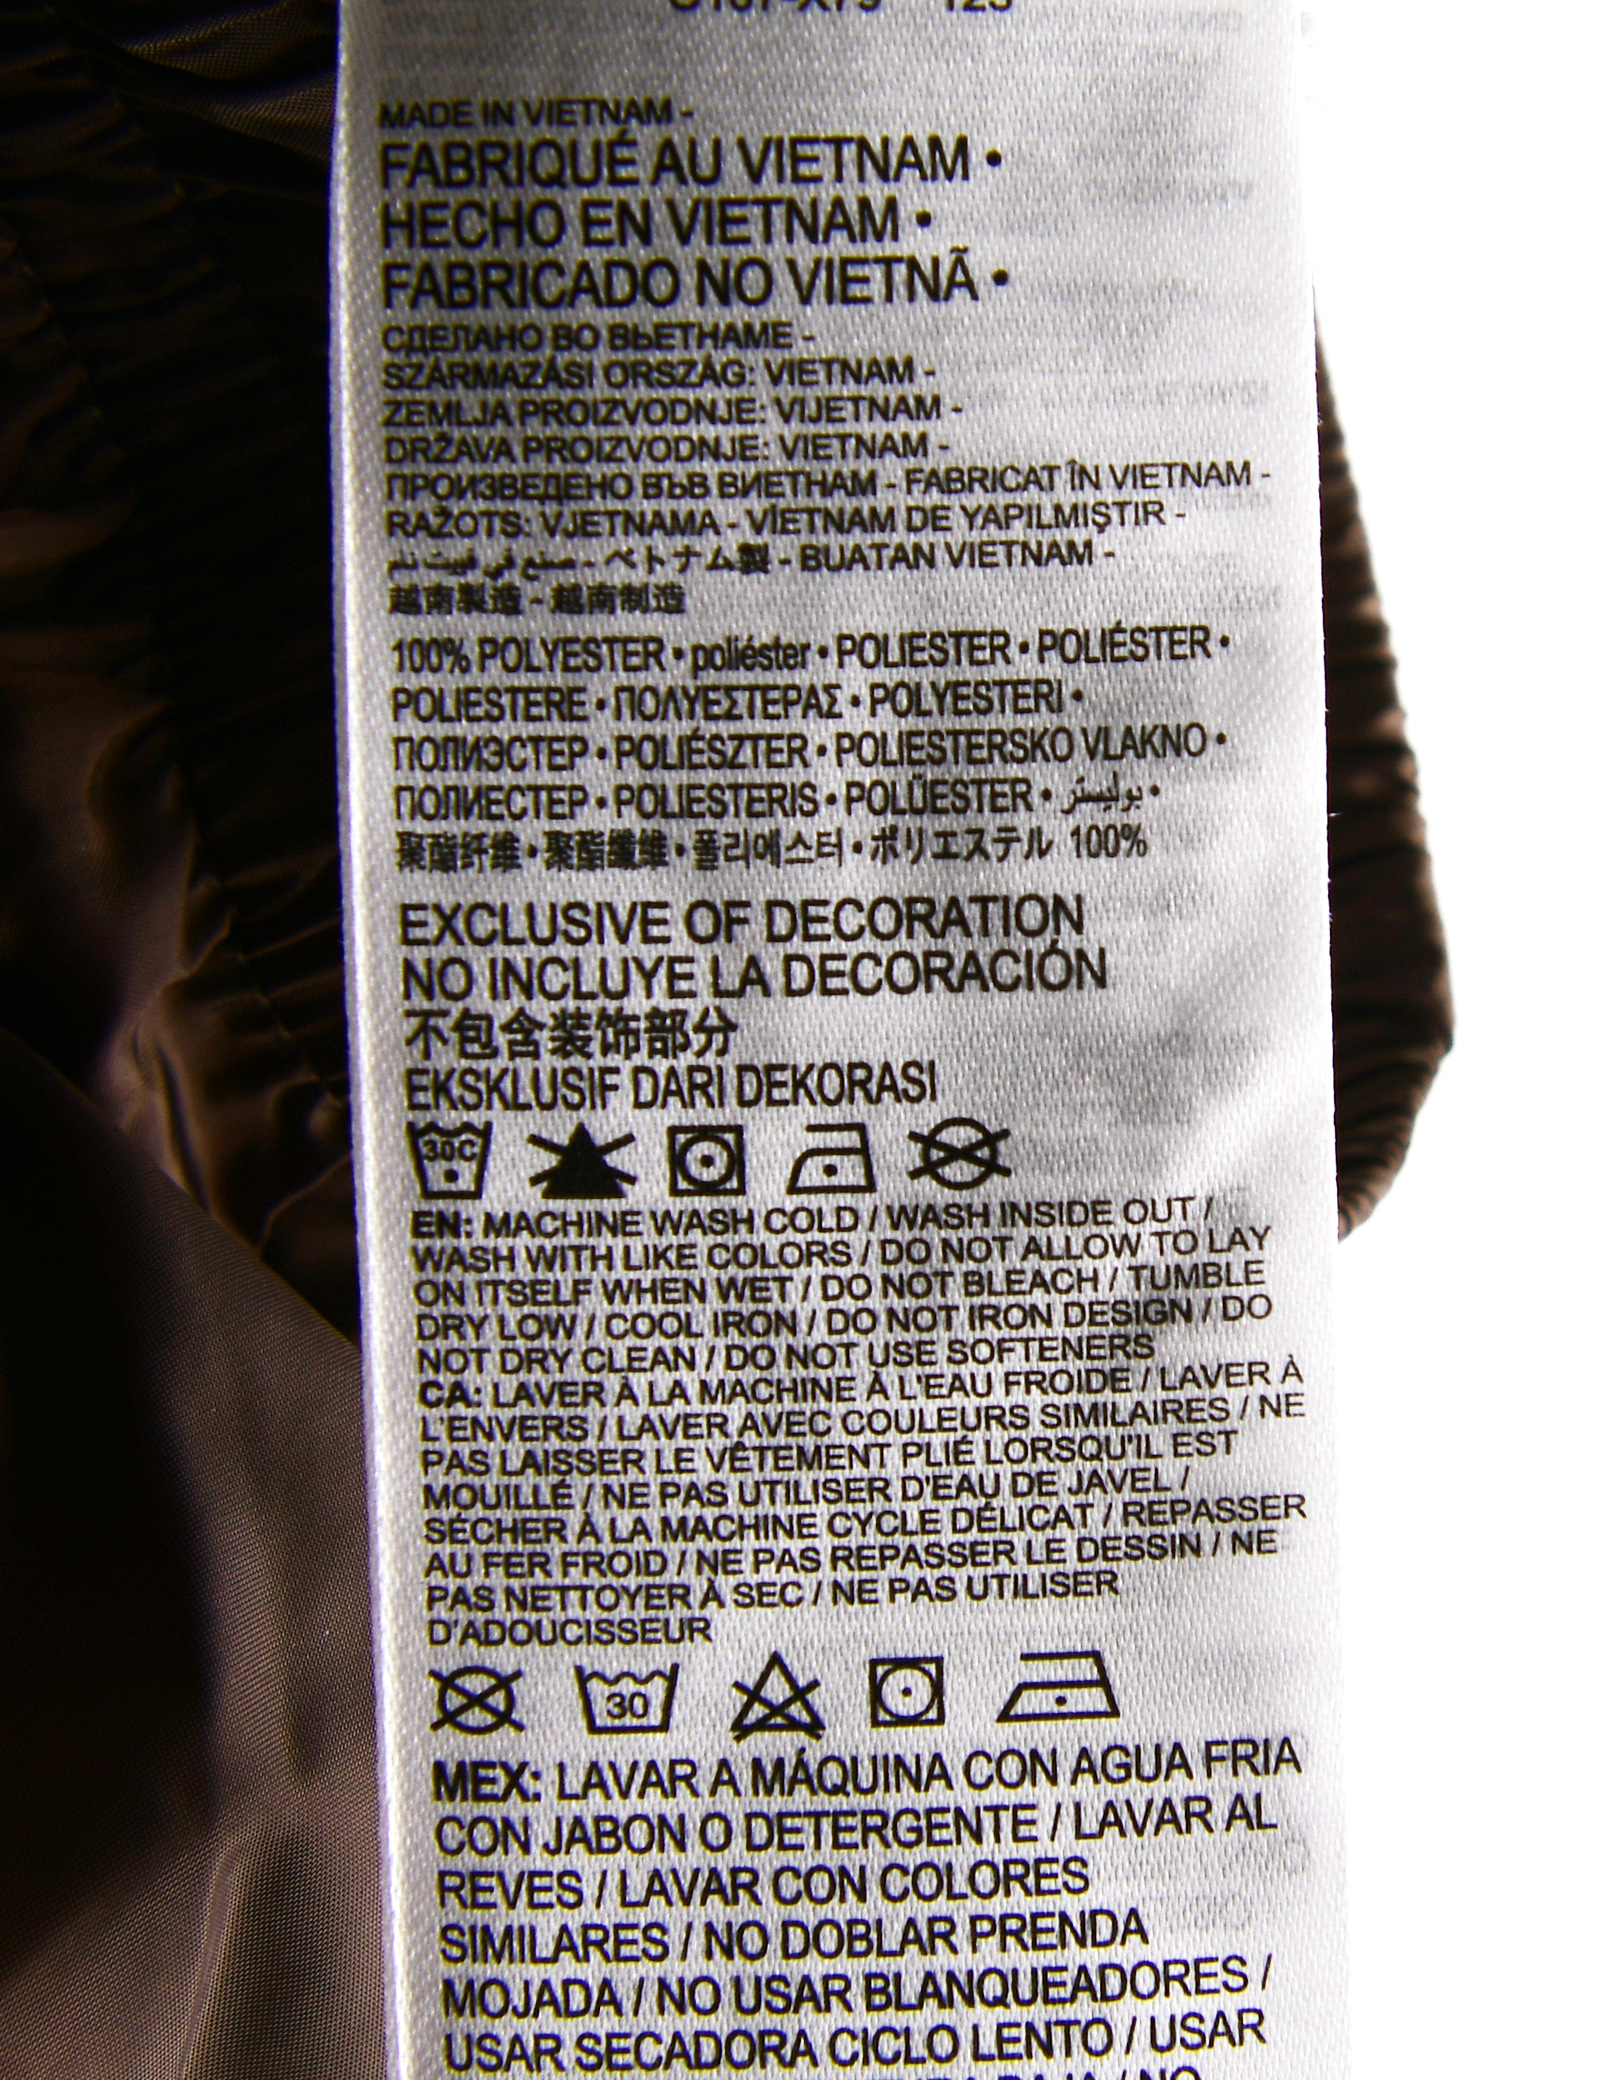 MADE IN VIETNAM -
FABRIQUÉ AU VIETNAM •
HECHO EN VIETNAM •
FABRICADO NO VIETNÃ •
СДЕЛАНО ВО ВЬЕТНАМЕ -
SZÁRMAZÁSI ORSZÁG: VIETNAM -
ZEMLJA PROIZVODNJE: VIJETNAM -
DRŽAVA PROIZVODNJE: VIETNAM -
ПРОИЗВЕДЕНО ВЪВ ВИЕТНАМ - FABRICAT ÎN VIETNAM -
RAŽOTS: VJETNAMA - VİETNAM DE YAPILMIŞTIR -
صنع في فيت نام - ベトナム製 - BUATAN VIETNAM -
越南製造 - 越南制造
100% POLYESTER • poliéster • POLIESTER • POLIÉSTER •
POLIESTERE • ΠΟΛΥΕΣΤΕΡΑΣ • POLYESTERI •
ПОЛИЭСТЕР • POLIÉSZTER • POLIESTERSKO VLAKNO •
ПОЛИЕСТЕР • POLIESTERIS • POLÜESTER • بوليستر •
聚酯纤维 • 聚酯纖維 • 폴리에스터 • ポリエステル 100%
EXCLUSIVE OF DECORATION
NO INCLUYE LA DECORACIÓN
不包含装饰部分
EKSKLUSIF DARI DEKORASI
30C
EN: MACHINE WASH COLD / WASH INSIDE OUT /
WASH WITH LIKE COLORS / DO NOT ALLOW TO LAY
ON ITSELF WHEN WET / DO NOT BLEACH / TUMBLE
DRY LOW / COOL IRON / DO NOT IRON DESIGN / DO
NOT DRY CLEAN / DO NOT USE SOFTENERS
CA: LAVER À LA MACHINE À L'EAU FROIDE / LAVER À
L'ENVERS / LAVER AVEC COULEURS SIMILAIRES / NE
PAS LAISSER LE VÊTEMENT PLIÉ LORSQU'IL EST
MOUILLÉ / NE PAS UTILISER D'EAU DE JAVEL /
SÉCHER À LA MACHINE CYCLE DÉLICAT / REPASSER
AU FER FROID / NE PAS REPASSER LE DESSIN / NE
PAS NETTOYER À SEC / NE PAS UTILISER
D'ADOUCISSEUR
30
MEX: LAVAR A MÁQUINA CON AGUA FRIA
CON JABON O DETERGENTE / LAVAR AL
REVES / LAVAR CON COLORES
SIMILARES / NO DOBLAR PRENDA
MOJADA / NO USAR BLANQUEADORES /
USAR SECADORA CICLO LENTO / USAR